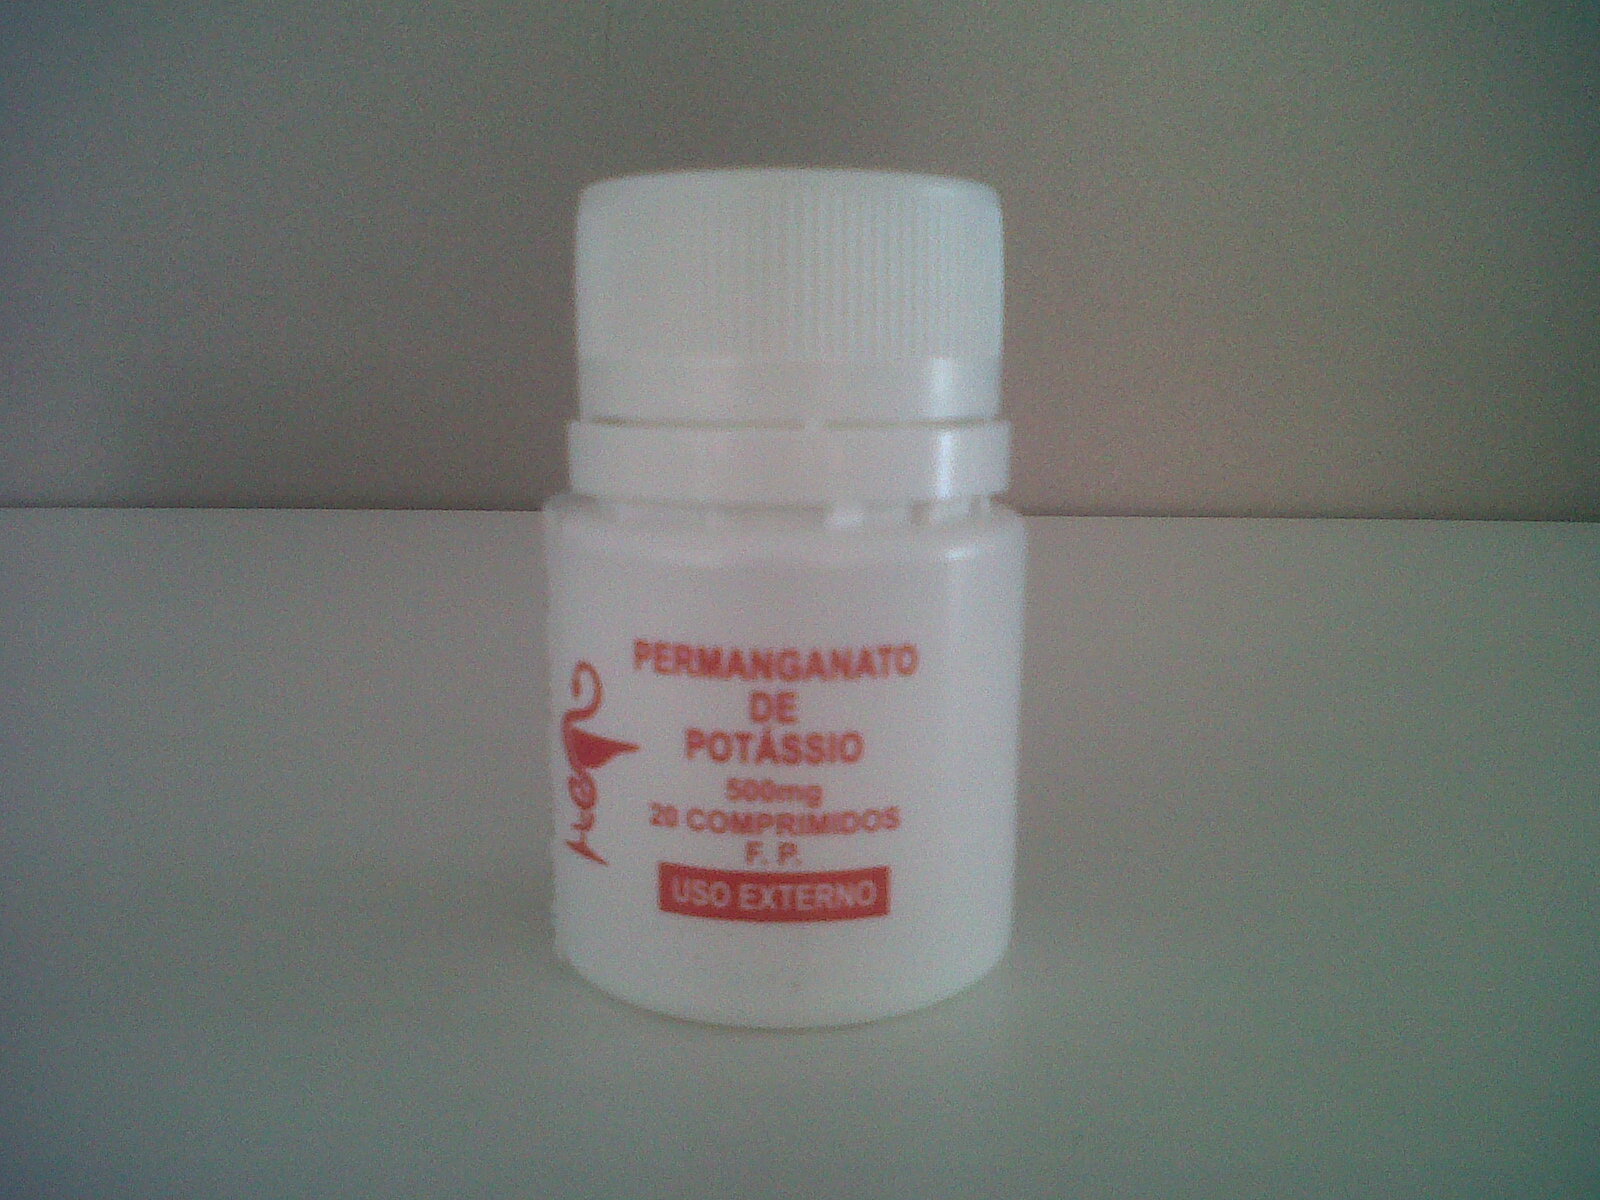 PERMANGANATO
DE
POTÁSSIO
500mg
20 COMPRIMIDOS
F. P.
USO EXTERNO